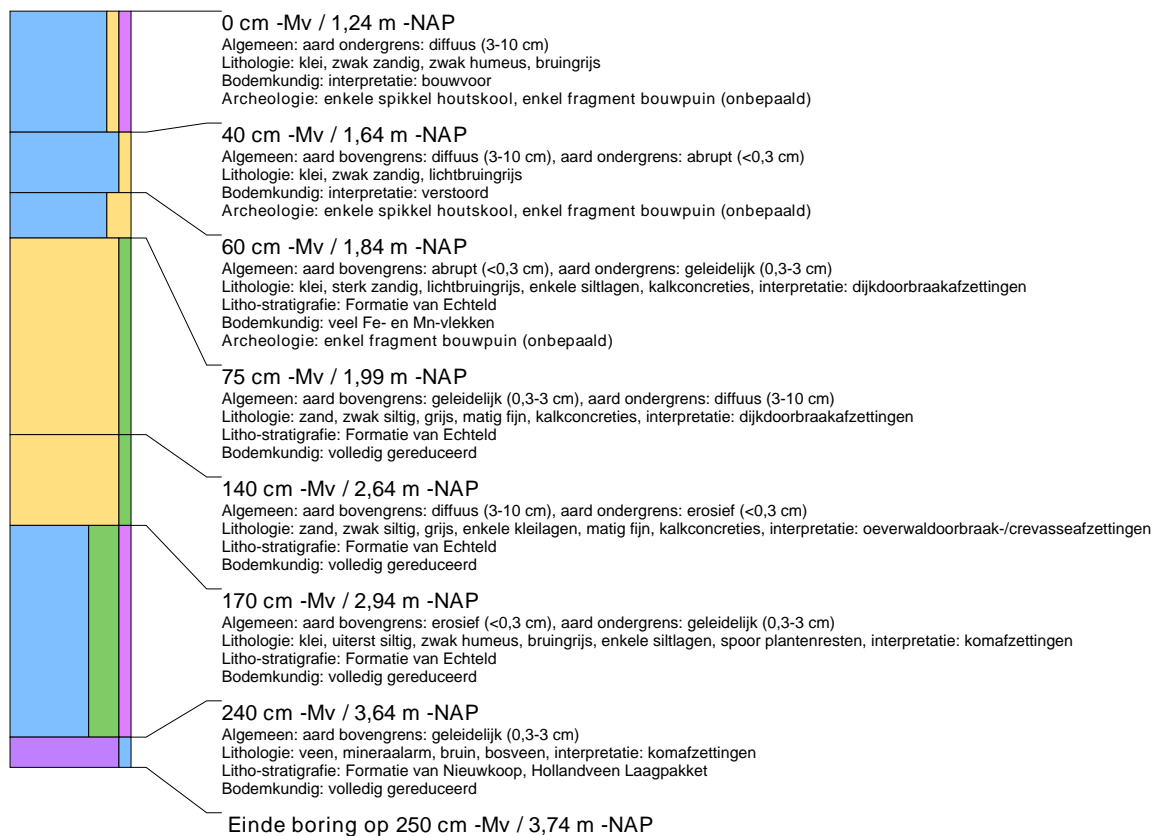 0 cm -Mv / 1,24 m -NAP
Algemeen: aard ondergrens: diffuus (3-10 cm)
Lithologie: klei, zwak zandig, zwak humeus, bruingrijs
Bodemkundig: interpretatie: bouwvoor
Archeologie: enkele spikkel houtskool, enkel fragment bouwpuin (onbepaald)
40 cm -Mv / 1,64 m -NAP
Algemeen: aard bovengrens: diffuus (3-10 cm), aard ondergrens: abrupt (<0,3 cm)
Lithologie: klei, zwak zandig, lichtbruingrijs
Bodemkundig: interpretatie: verstoord
Archeologie: enkele spikkel houtskool, enkel fragment bouwpuin (onbepaald)
60 cm -Mv / 1,84 m -NAP
Algemeen: aard bovengrens: abrupt (<0,3 cm), aard ondergrens: geleidelijk (0,3-3 cm)
Lithologie: klei, sterk zandig, lichtbruingrijs, enkele siltlagen, kalkconcreties, interpretatie: dijkdoorbraakafzettingen
Litho-stratigrafie: Formatie van Echteld
Bodemkundig: veel Fe- en Mn-vlekken
Archeologie: enkel fragment bouwpuin (onbepaald)
75 cm -Mv / 1,99 m -NAP
Algemeen: aard bovengrens: geleidelijk (0,3-3 cm), aard ondergrens: diffuus (3-10 cm)
Lithologie: zand, zwak siltig, grijs, matig fijn, kalkconcreties, interpretatie: dijkdoorbraakafzettingen
Litho-stratigrafie: Formatie van Echteld
Bodemkundig: volledig gereduceerd
140 cm -Mv / 2,64 m -NAP
Algemeen: aard bovengrens: diffuus (3-10 cm), aard ondergrens: erosief (<0,3 cm)
Lithologie: zand, zwak siltig, grijs, enkele kleilagen, matig fijn, kalkconcreties, interpretatie: oeverwaldoorbraak-/crevasseafzettingen
Litho-stratigrafie: Formatie van Echteld
Bodemkundig: volledig gereduceerd
170 cm -Mv / 2,94 m -NAP
Algemeen: aard bovengrens: erosief (<0,3 cm), aard ondergrens: geleidelijk (0,3-3 cm)
Lithologie: klei, uiterst siltig, zwak humeus, bruingrijs, enkele siltlagen, spoor plantenresten, interpretatie: komafzettingen
Litho-stratigrafie: Formatie van Echteld
Bodemkundig: volledig gereduceerd
240 cm -Mv / 3,64 m -NAP
Algemeen: aard bovengrens: geleidelijk (0,3-3 cm)
Lithologie: veen, mineraalarm, bruin, bosveen, interpretatie: komafzettingen
Litho-stratigrafie: Formatie van Nieuwkoop, Hollandveen Laagpakket
Bodemkundig: volledig gereduceerd
Einde boring op 250 cm -Mv / 3,74 m -NAP